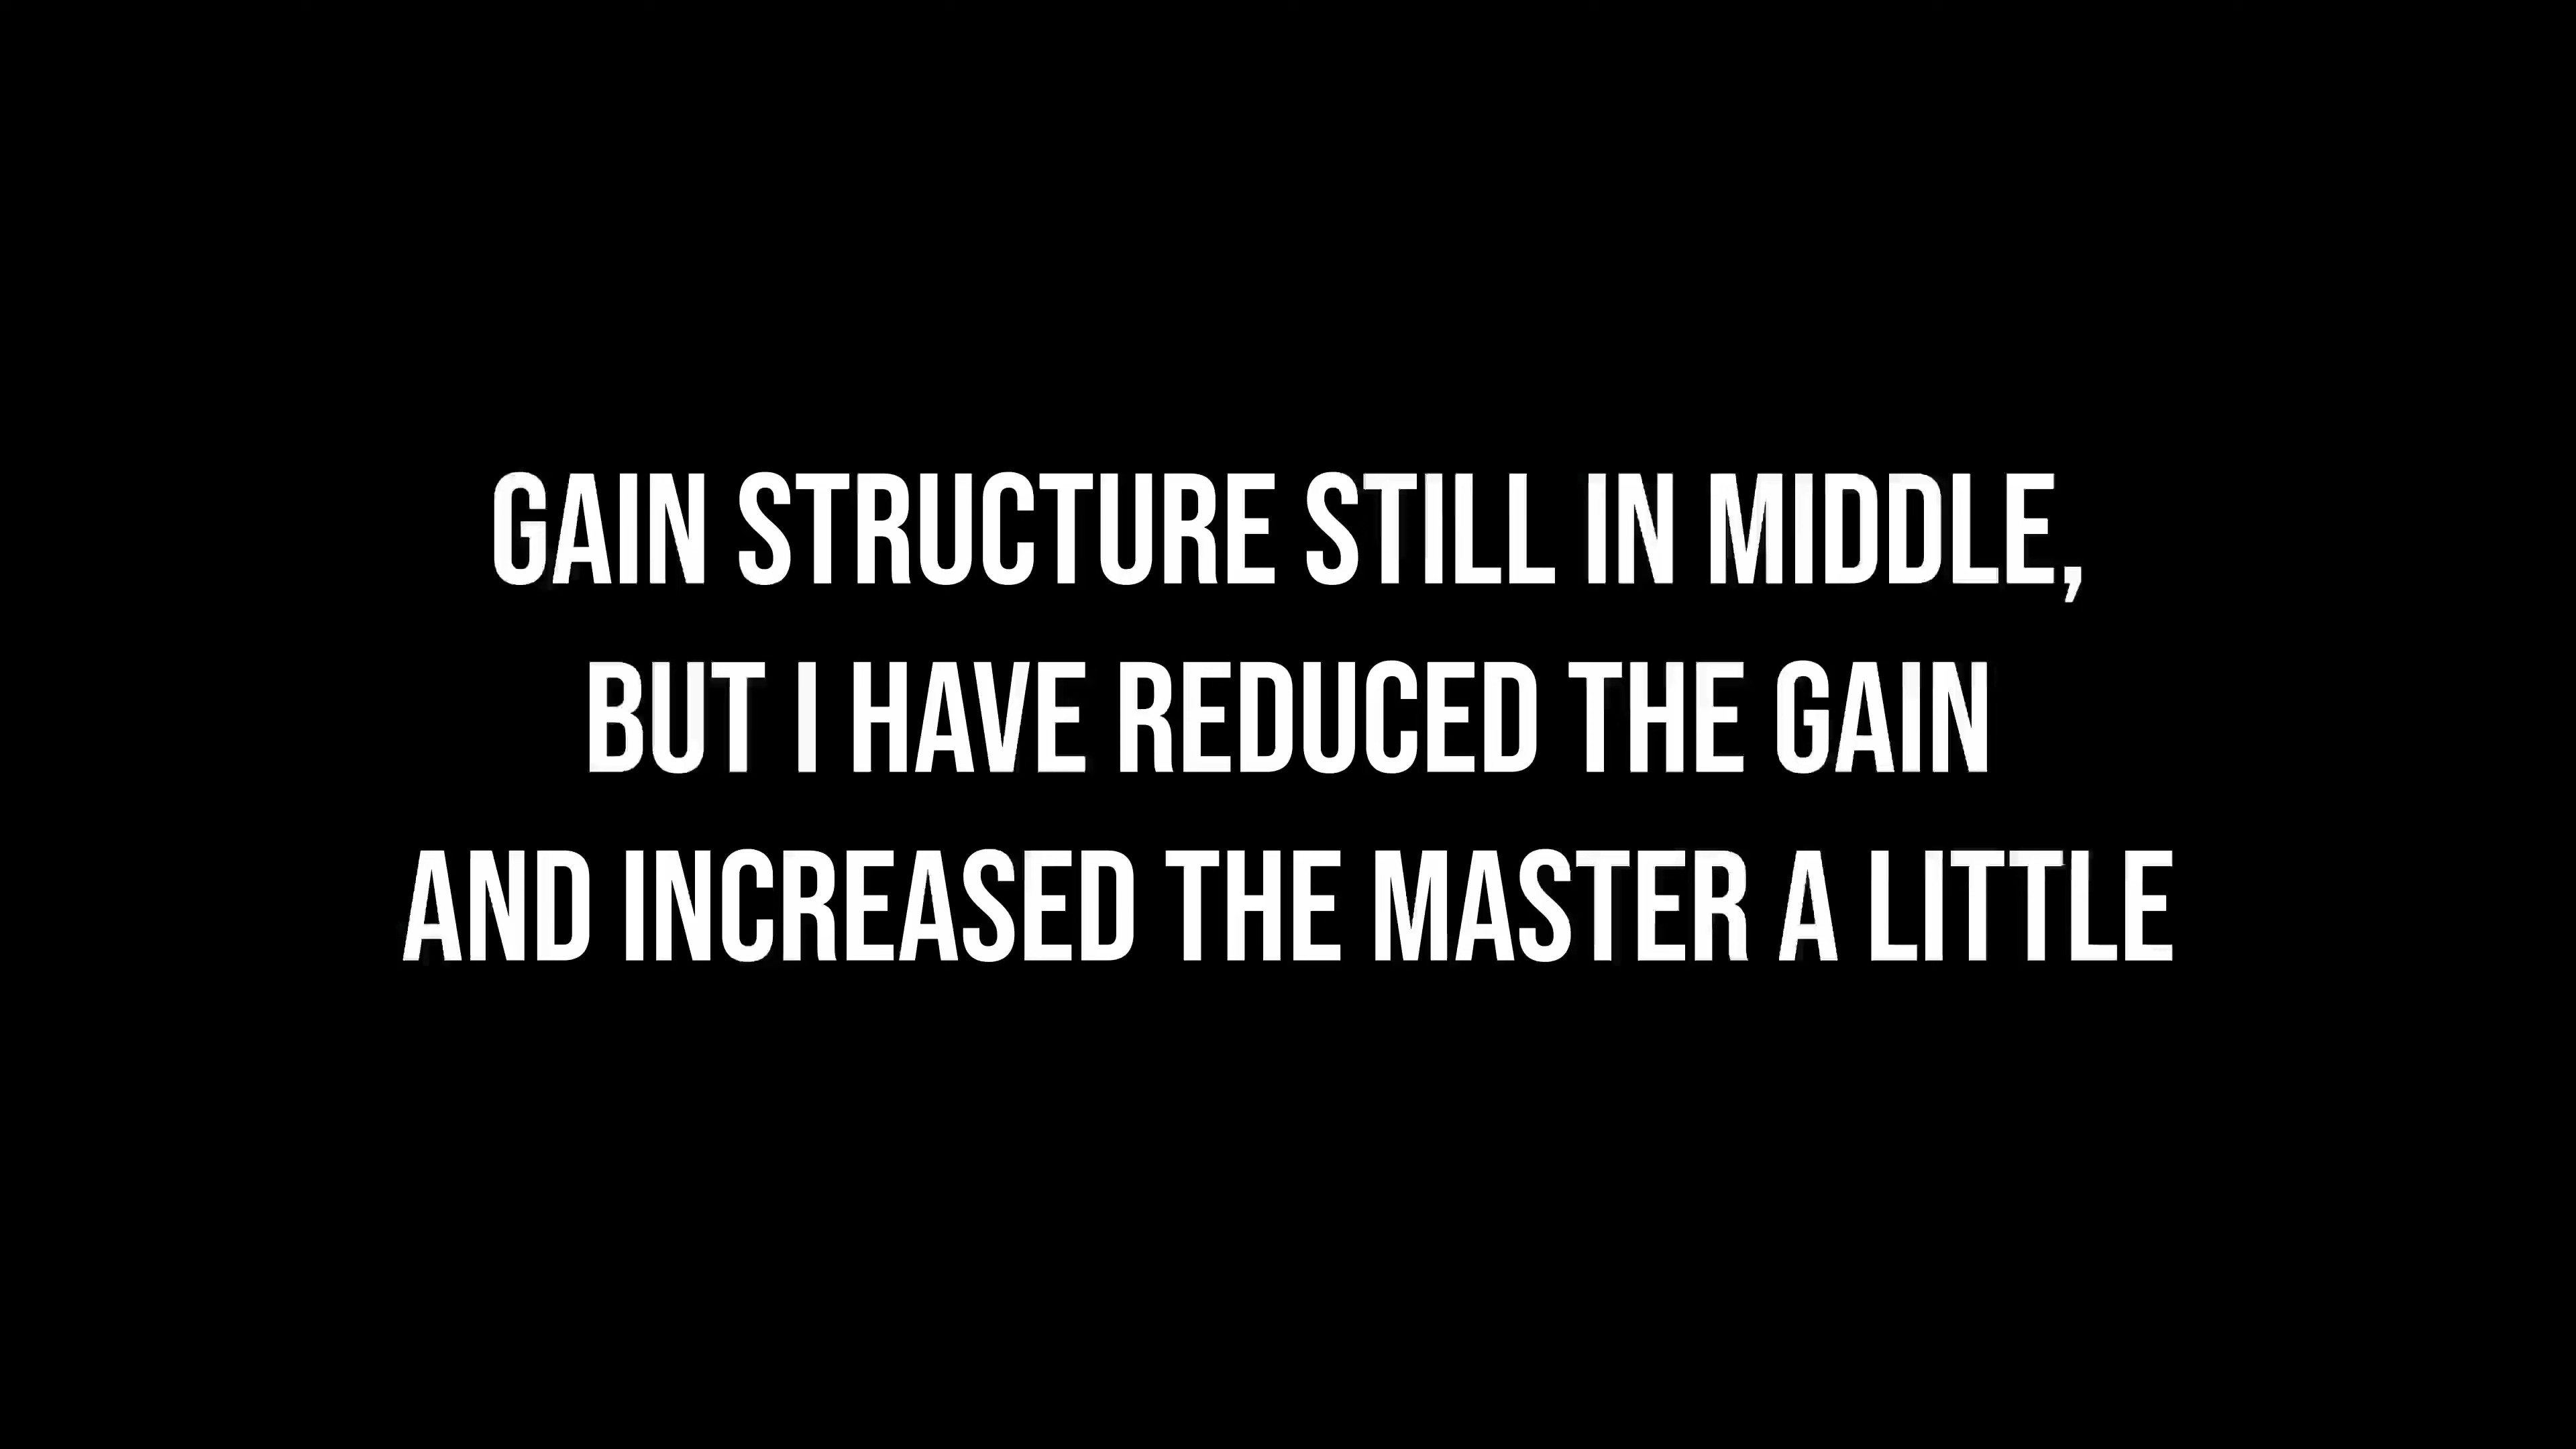 GAIN STRUCTURE STILL IN MIDDLE,
BUT I HAVE REDUCED THE GAIN
AND INCREASED THE MASTER A LITTLE